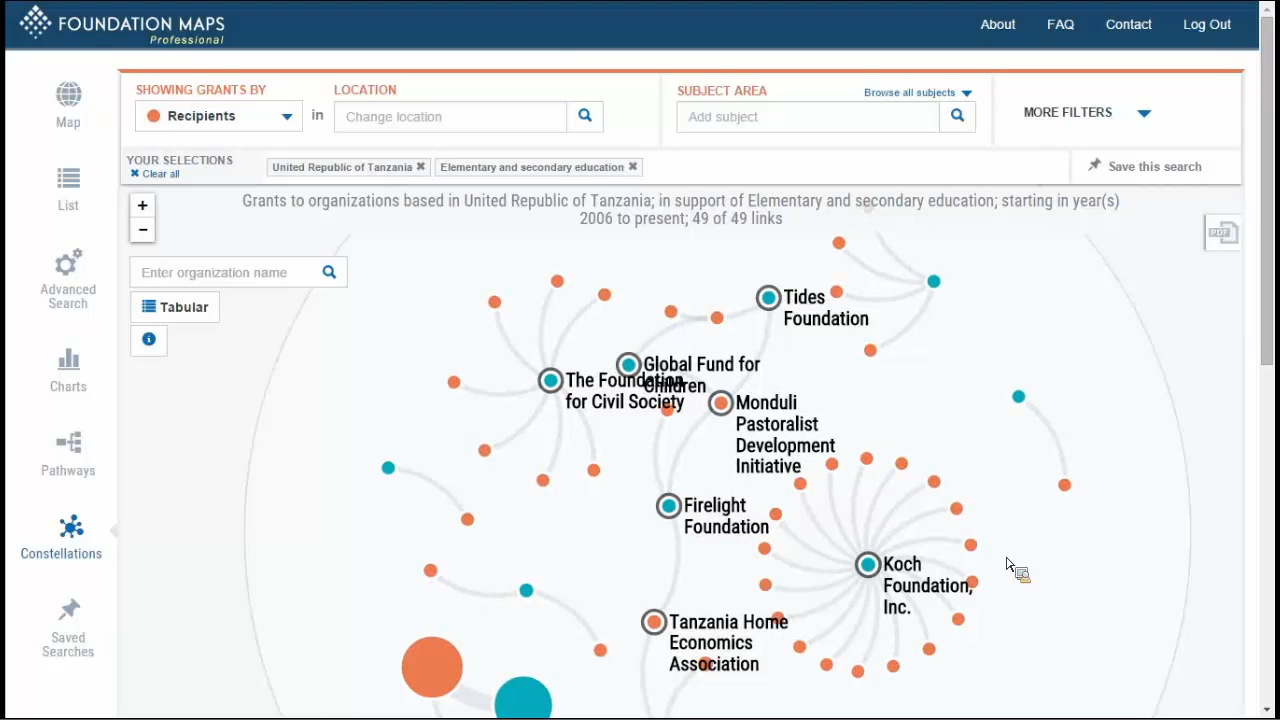 FOUNDATION MAPS
Professional
About
FAQ
Contact
Log Out
Map
List
Advanced
Search
Charts
Pathways
Constellations
Saved
Searches
SHOWING GRANTS BY
Recipients
in
LOCATION
Change location
SUBJECT AREA
Browse all subjects
Add subject
MORE FILTERS
YOUR SELECTIONS
Clear all
United Republic of Tanzania
Elementary and secondary education
Save this search
+
−
Grants to organizations based in United Republic of Tanzania; in support of Elementary and secondary education; starting in year(s)
2006 to present; 49 of 49 links
PDF
Enter organization name
Tabular
Tides
Foundation
Global Fund for
Children
The Foundation
for Civil Society
Monduli
Pastoralist
Development
Initiative
Firelight
Foundation
Koch
Foundation,
Inc.
Tanzania Home
Economics
Association